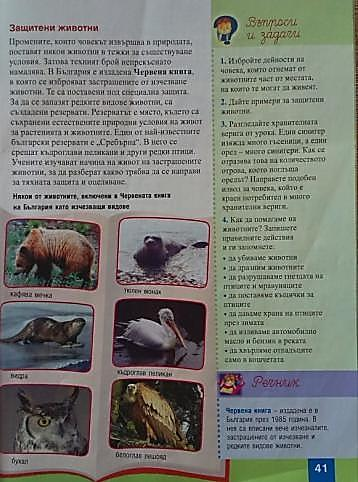 Защитени животни
Промените, които човекът извършва в природата,
поставят някои животни в тежки за съществуване
условия. Затова техният брой непрекъснато
намалява. В България е издадена Червена книга,
в която се изброяват застрашените от изчезване
животни. Те са поставени под специална защита.
За да се запазят редките видове животни, са
създадени резервати. Резерватът е място, където са
съхранени естествените природни условия на живот
за растенията и животните. Един от най-известните
български резервати е „Сребърна". В него се
срещат къдроглави пеликани и други редки птици.
Учените изучават начина на живот на застрашените
животни, за да разберат какво трябва да се направи
за тяхната защита и оцеляване.
Някои от животните, включени в Червената книга
на България като изчезващи видове
кафява мечка
тюлен монах
видра
къдроглав пеликан
бухал
белоглав лешояд
Въпроси
и задачи
1. Избройте дейности на
човека, които отнемат от
животните част от местата,
на които те могат да живеят.
2. Дайте примери за защитени
животни.
3. Разгледайте хранителната
верига от урока. Един синигер
изяжда много гъсеници, а един
орел – много синигери. Как се
отразява това на количеството
отрова, което поглъща
орелът? Направете подобен
извод за човека, който е
краен потребител в много
хранителни вериги.
4. Как да помагаме на
животните? Запишете
правилните действия
и ги запомнете:
• да убиваме животни
• да дразним животните
• да разрушаваме гнездата на
птиците и мравуняците
• да поставяме къщички за
птиците
• да даваме храна на птиците
през зимата
• да изливаме автомобилно
масло и бензин в реката
• да хвърляме отпадъците
само в кошчетата
Речник
Червена книга – издадена е в
България през 1985 година. В
нея са вписани вече изчезналите,
застрашените от изчезване и
редките видове животни.
41